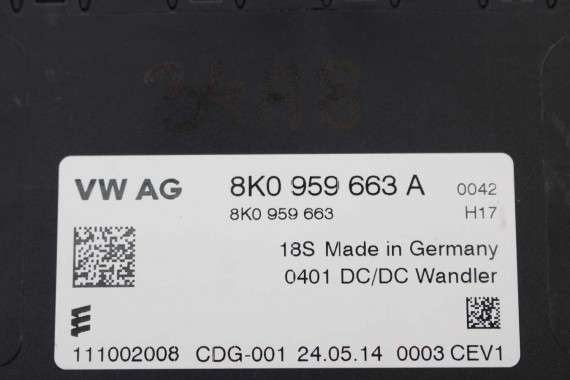 VW AG 8K0 959 663 A 0042
8K0 959 663 H17
18S Made in Germany
0401 DC/DC Wandler
111002008 CDG-001 24.05.14 0003 CEV1